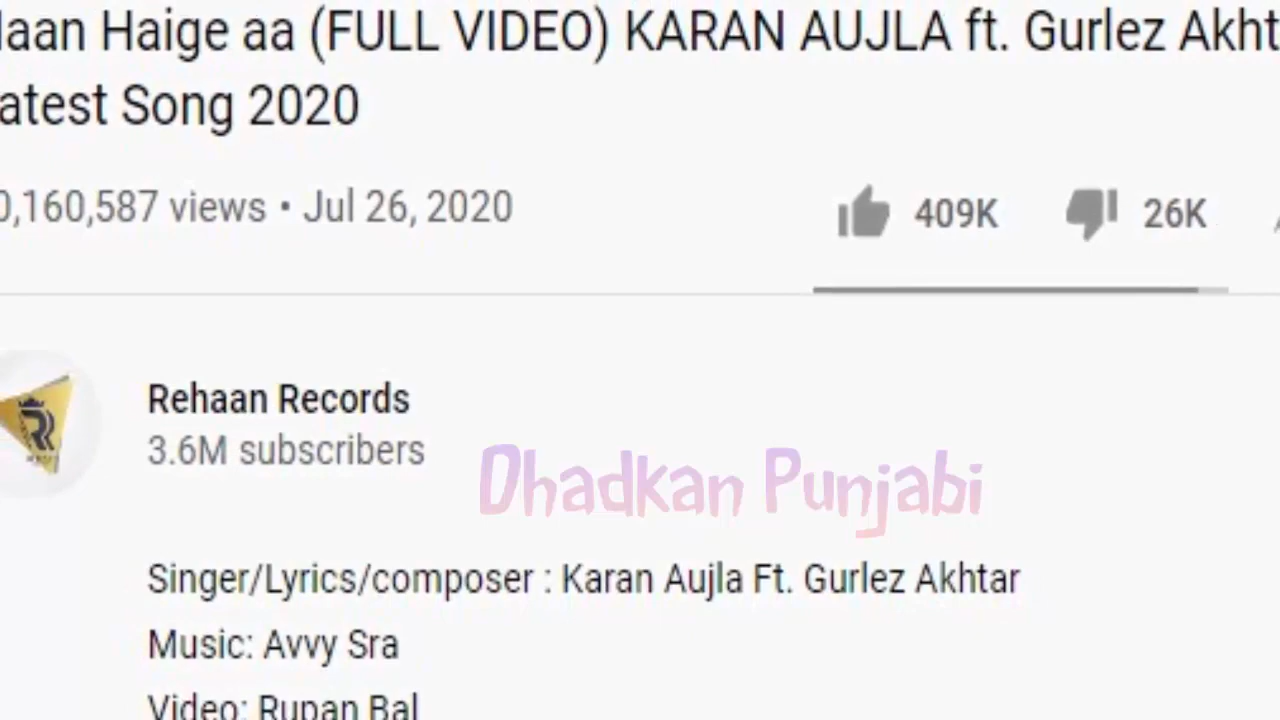 Haan Haige aa (FULL VIDEO) KARAN AUJLA ft. Gurlez Akht
atest Song 2020
0,160,587 views • Jul 26, 2020
409K
26K
Rehaan Records
3.6M subscribers
Dhadkan Punjabi
Singer/Lyrics/composer : Karan Aujla Ft. Gurlez Akhtar
Music: Avvy Sra
Video: Rupan Bal